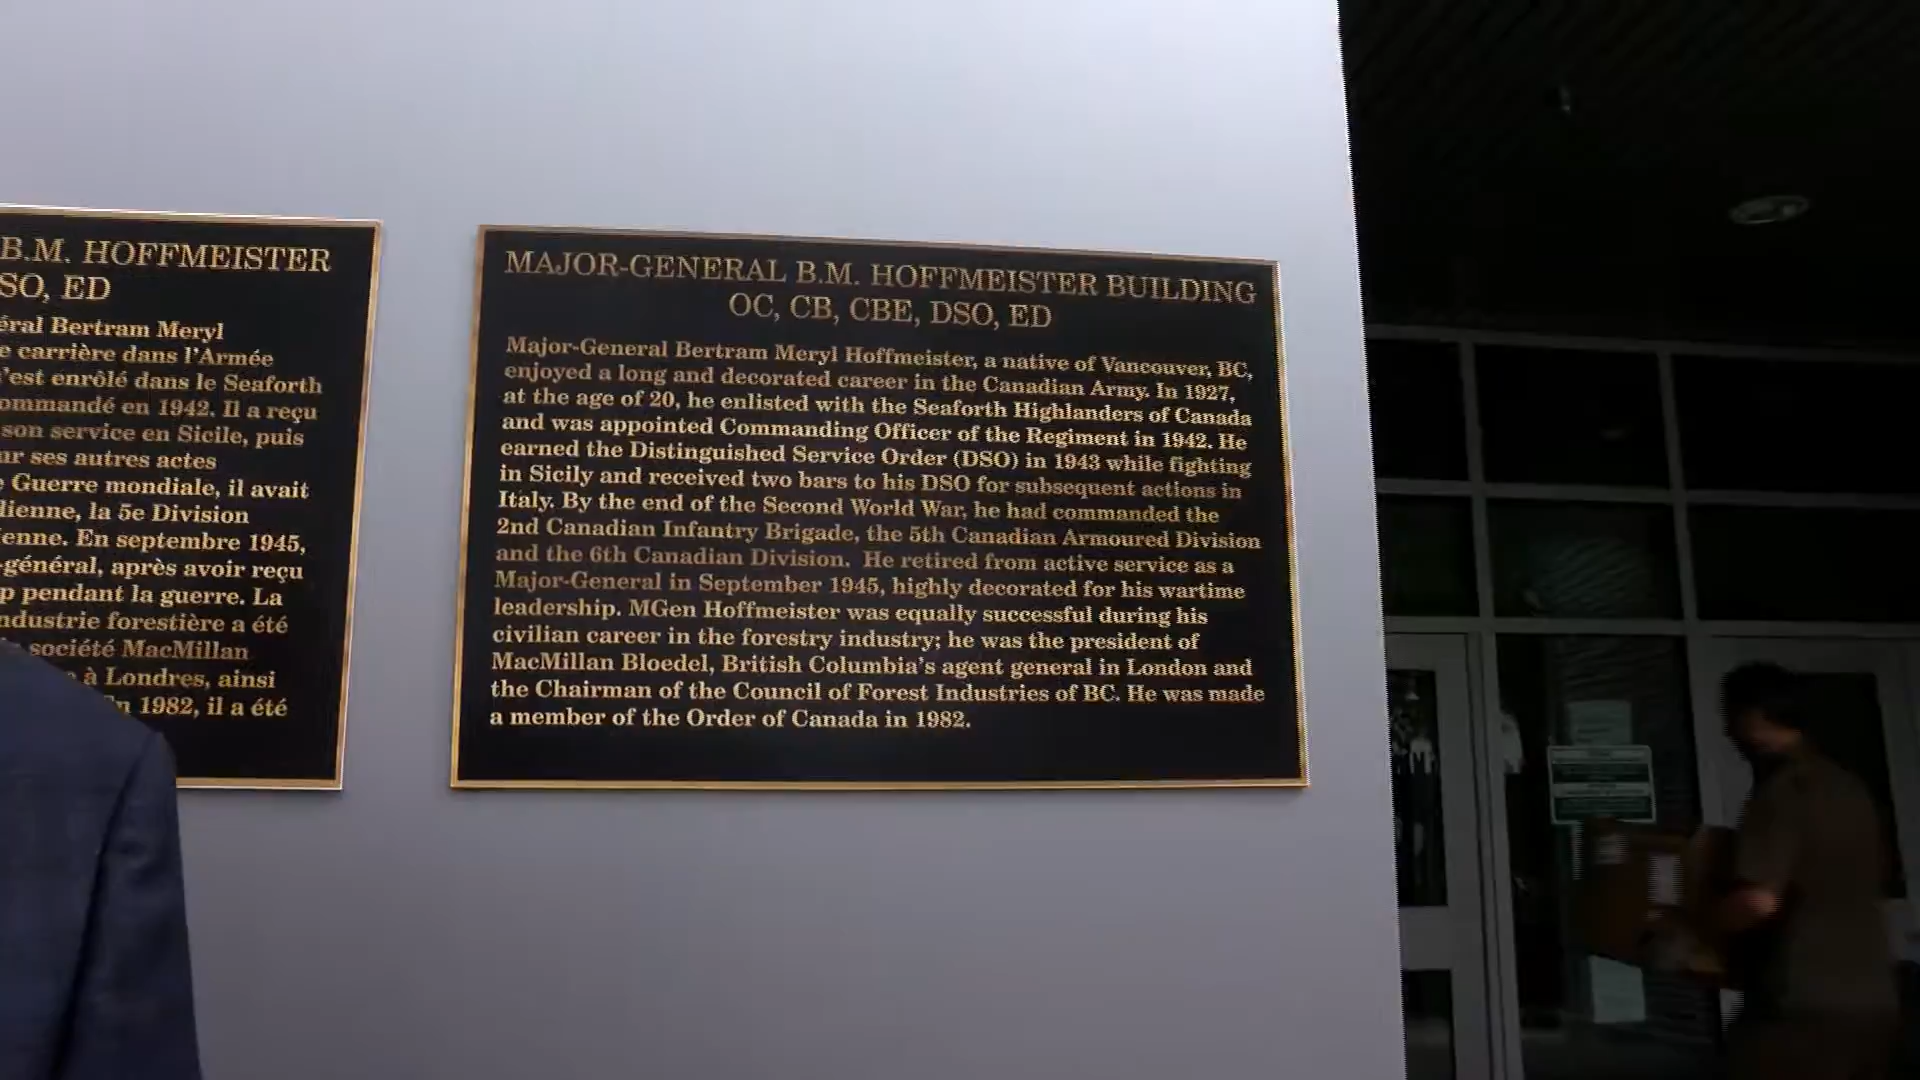 B.M. HOFFMEISTER
SO, ED
éral Bertram Meryl
e carrière dans l'Armée
s'est enrôlé dans le Seaforth
ommandé en 1942. Il a reçu
son service en Sicile, puis
ur ses autres actes
e Guerre mondiale, il avait
lienne, la 5e Division
ienne. En septembre 1945,
-général, après avoir reçu
p pendant la guerre. La
ndustrie forestière a été
société MacMillan
à Londres, ainsi
En 1982, il a été
MAJOR-GENERAL B.M. HOFFMEISTER BUILDING
OC, CB, CBE, DSO, ED
Major-General Bertram Meryl Hoffmeister, a native of Vancouver, BC,
enjoyed a long and decorated career in the Canadian Army. In 1927,
at the age of 20, he enlisted with the Seaforth Highlanders of Canada
and was appointed Commanding Officer of the Regiment in 1942. He
earned the Distinguished Service Order (DSO) in 1943 while fighting
in Sicily and received two bars to his DSO for subsequent actions in
Italy. By the end of the Second World War, he had commanded the
2nd Canadian Infantry Brigade, the 5th Canadian Armoured Division
and the 6th Canadian Division. He retired from active service as a
Major-General in September 1945, highly decorated for his wartime
leadership. MGen Hoffmeister was equally successful during his
civilian career in the forestry industry; he was the president of
MacMillan Bloedel, British Columbia's agent general in London and
the Chairman of the Council of Forest Industries of BC. He was made
a member of the Order of Canada in 1982.